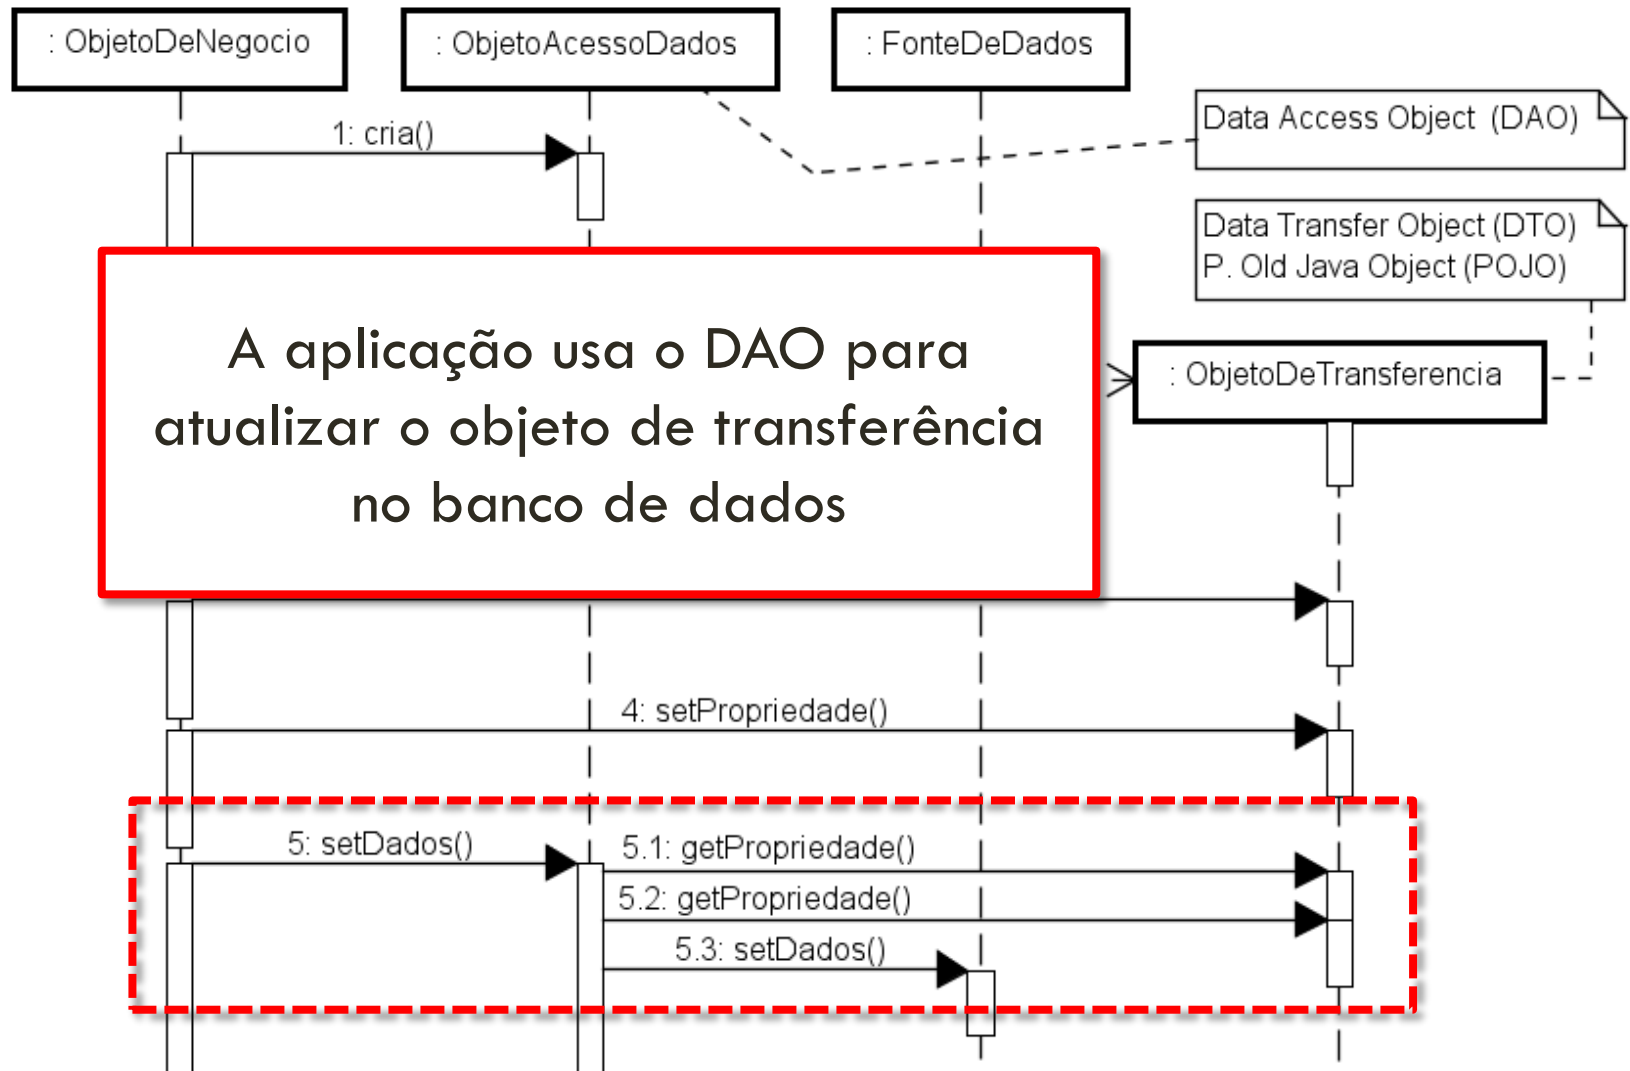 : ObjetoDeNegocio
: ObjetoAcessoDados
: FonteDeDados
Data Access Object (DAO)
1: cria()
Data Transfer Object (DTO)
P. Old Java Object (POJO)
A aplicação usa o DAO para
atualizar o objeto de transferência
no banco de dados
: ObjetoDeTransferencia
4: setPropriedade()
5: setDados()
5.1: getPropriedade()
5.2: getPropriedade()
5.3: setDados()